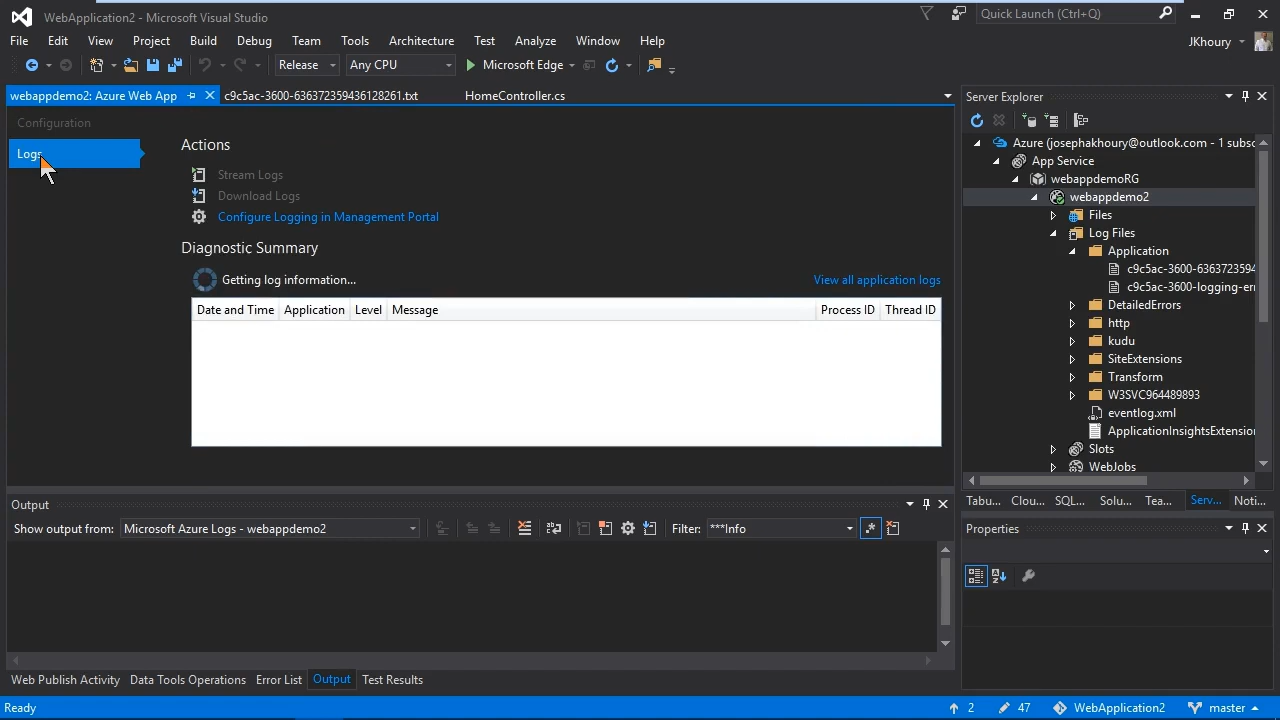 WebApplication2 - Microsoft Visual Studio
Quick Launch (Ctrl+Q)
File Edit View Project Build Debug Team Tools Architecture Test Analyze Window Help
JKhoury
Release Any CPU Microsoft Edge
webappdemo2: Azure Web App
c9c5ac-3600-636372359436128261.txt
HomeController.cs
Configuration
Logs
Actions
Stream Logs
Download Logs
Configure Logging in Management Portal
Diagnostic Summary
Getting log information...
View all application logs
Date and Time Application Level Message Process ID Thread ID
Server Explorer
Azure (josephakhoury@outlook.com - 1 subsc
App Service
webappdemoRG
webappdemo2
Files
Log Files
Application
c9c5ac-3600-6363723594
c9c5ac-3600-logging-err
DetailedErrors
http
kudu
SiteExtensions
Transform
W3SVC964489893
eventlog.xml
ApplicationInsightsExtension
Slots
WebJobs
Tabu... Clou... SQL... Solu... Tea... Serv... Noti...
Properties
Output
Show output from: Microsoft Azure Logs - webappdemo2
Filter: ***Info
Web Publish Activity Data Tools Operations Error List Output Test Results
Ready
2 47 WebApplication2 master